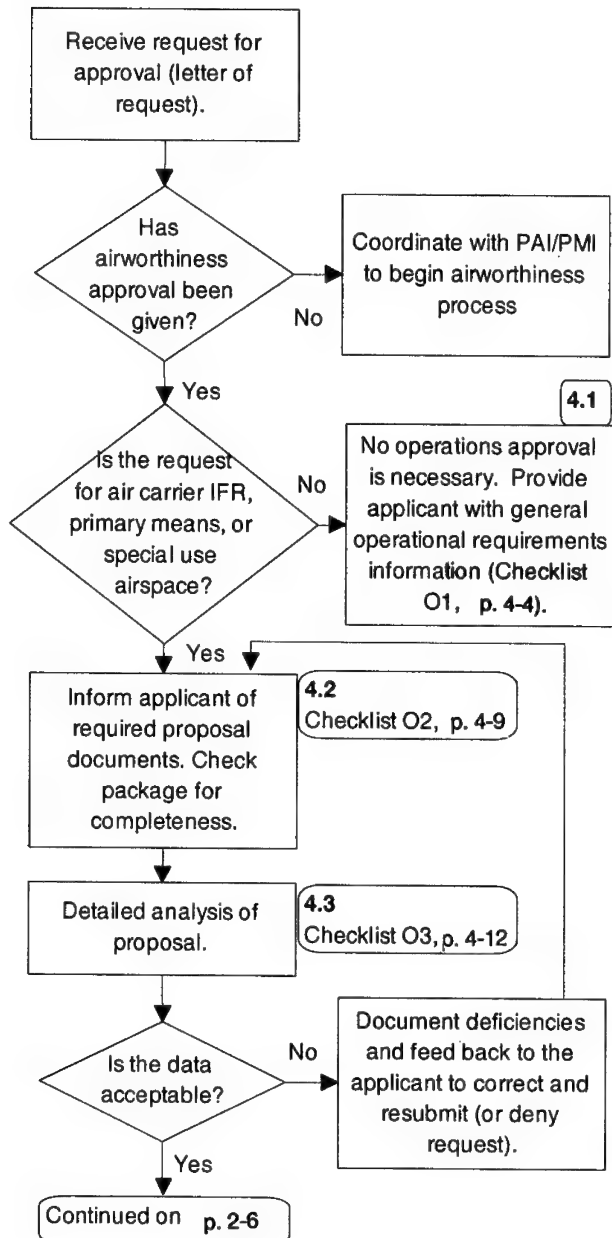 Receive request for
approval (letter of
request).
Has
airworthiness
approval been
given?
No
Coordinate with PAI/PMI
to begin airworthiness
process
Yes
4.1
Is the request
for air carrier IFR,
primary means, or
special use
airspace?
No
No operations approval
is necessary. Provide
applicant with general
operational requirements
information (Checklist
O1, p. 4-4).
Yes
Inform applicant of
required proposal
documents. Check
package for
completeness.
4.2
Checklist O2, p. 4-9
Detailed analysis of
proposal.
4.3
Checklist O3, p. 4-12
Is the data
acceptable?
No
Document deficiencies
and feed back to the
applicant to correct and
resubmit (or deny
request).
Yes
Continued on p. 2-6